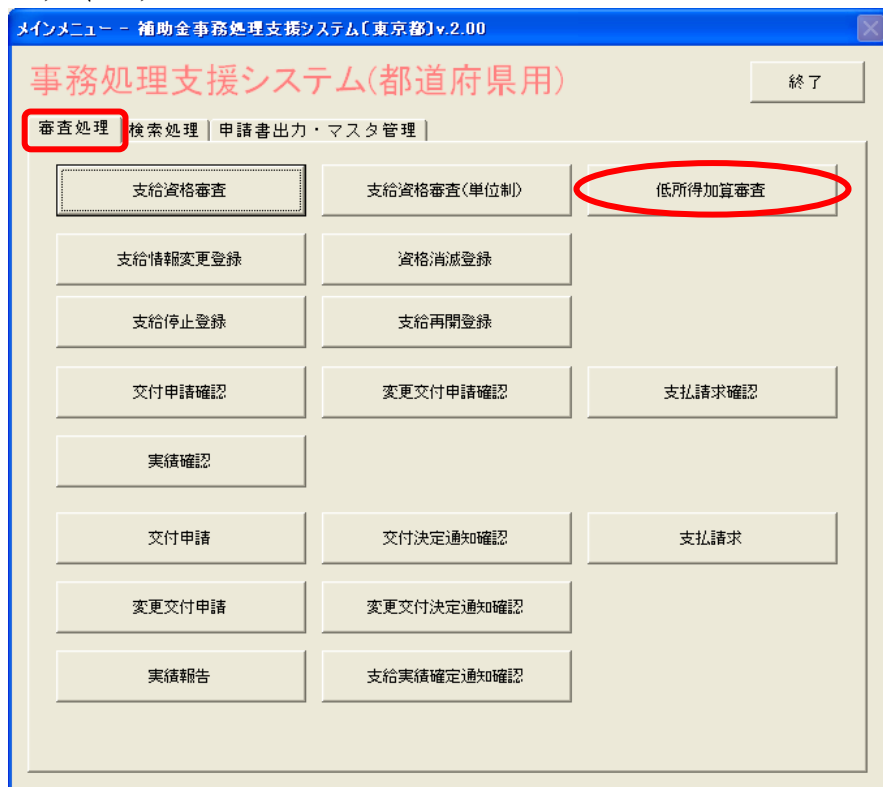 メインメニュー - 補助金事務処理支援システム〔東京都〕v.2.00
事務処理支援システム(都道府県用)
終了
審査処理 検索処理 申請書出力・マスタ管理
支給資格審査 支給資格審査(単位制) 低所得加算審査
支給情報変更登録 資格消滅登録
支給停止登録 支給再開登録
交付申請確認 変更交付申請確認 支払請求確認
実績確認
交付申請 交付決定通知確認 支払請求
変更交付申請 変更交付決定通知確認
実績報告 支給実績確定通知確認